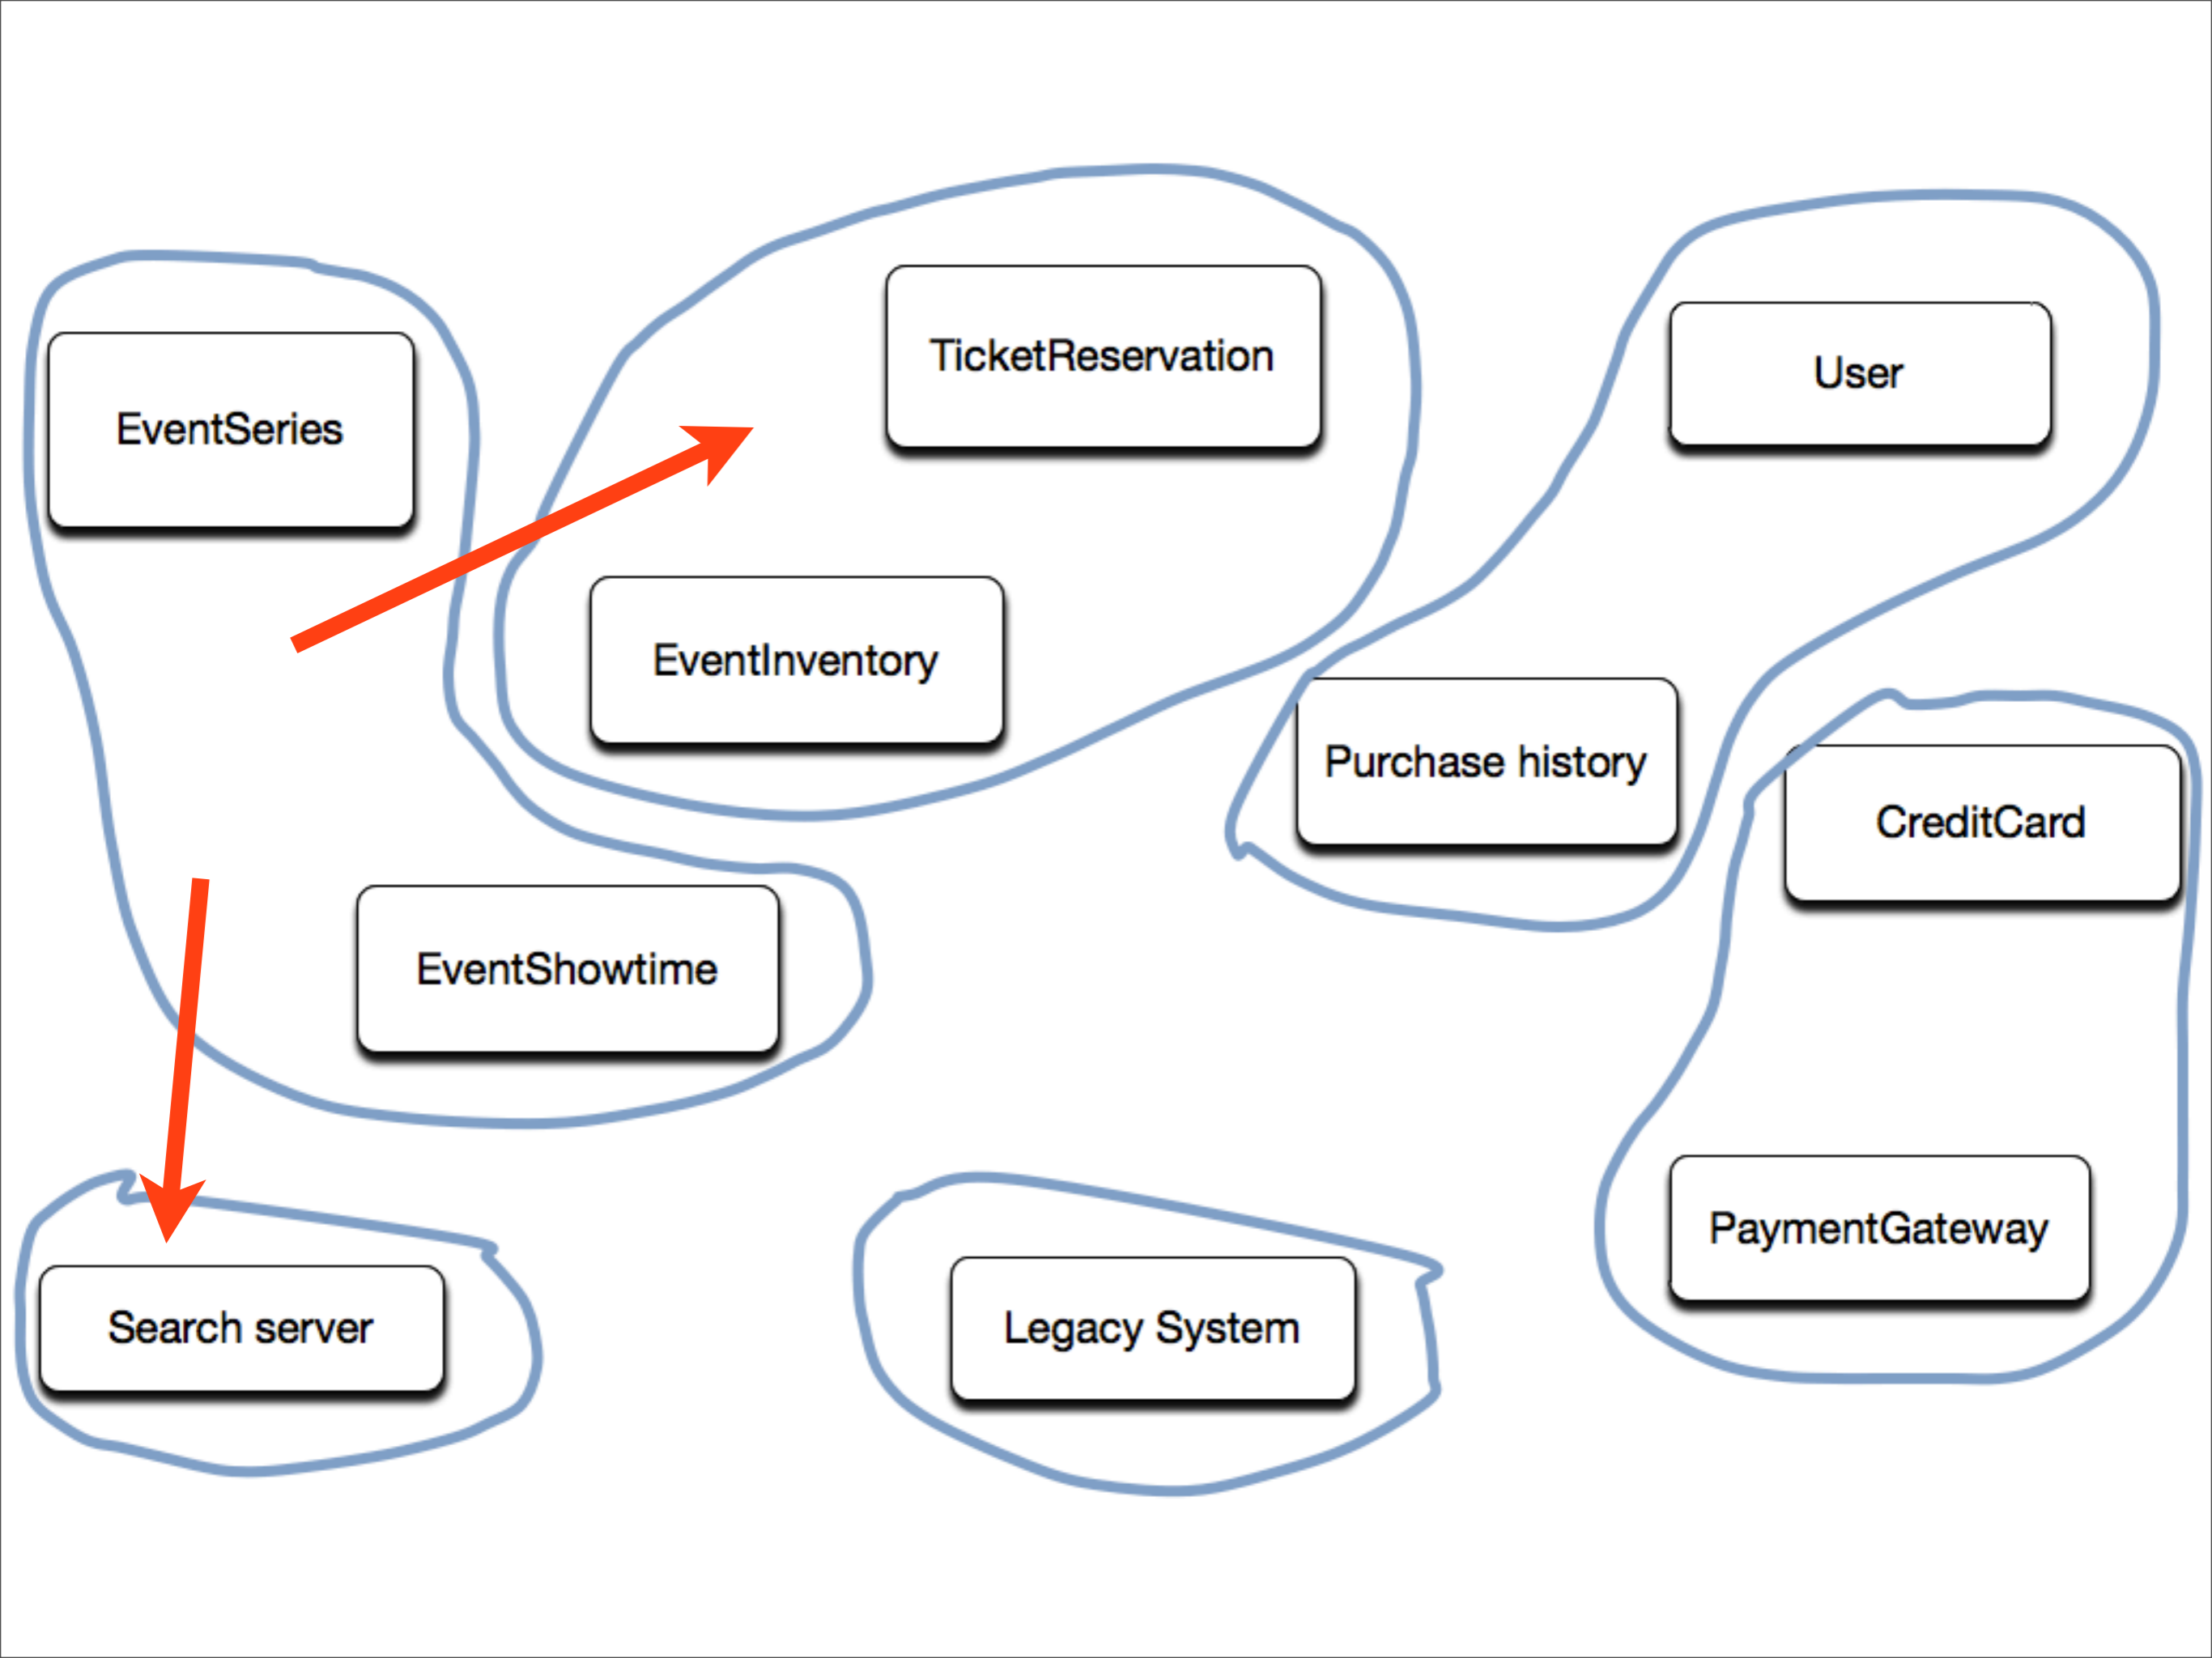 TicketReservation
User
EventSeries
EventInventory
Purchase history
CreditCard
EventShowtime
PaymentGateway
Search server
Legacy System